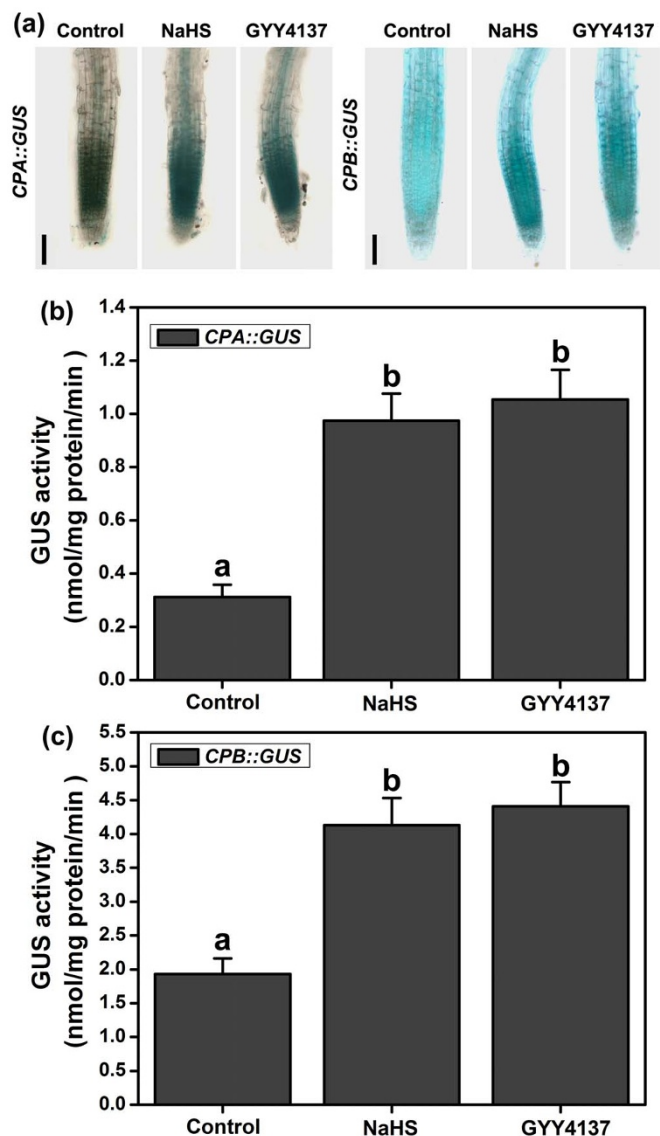 (a)
Control NaHS GYY4137 Control NaHS GYY4137
CPA::GUS
CPB::GUS
(b)
1.4
1.2
1.0
0.8
0.6
0.4
0.2
0.0
GUS activity
(nmol/mg protein/min )
CPA::GUS
a
b
b
Control NaHS GYY4137
(c)
5.5
5.0
4.5
4.0
3.5
3.0
2.5
2.0
1.5
1.0
0.5
0.0
GUS activity
(nmol/mg protein/min )
CPB::GUS
a
b
b
Control NaHS GYY4137